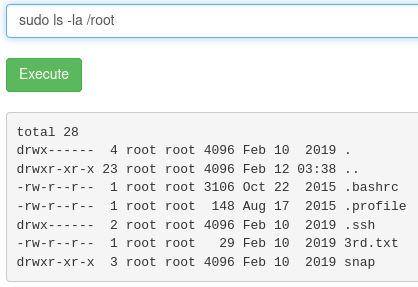 sudo ls -la /root
Execute
total 28
drwx------  4 root root 4096 Feb 10  2019 .
drwxr-xr-x 23 root root 4096 Feb 12 03:38 ..
-rw-r--r--  1 root root 3106 Oct 22  2015 .bashrc
-rw-r--r--  1 root root  148 Aug 17  2015 .profile
drwx------  2 root root 4096 Feb 10  2019 .ssh
-rw-r--r--  1 root root   29 Feb 10  2019 3rd.txt
drwxr-xr-x  3 root root 4096 Feb 10  2019 snap